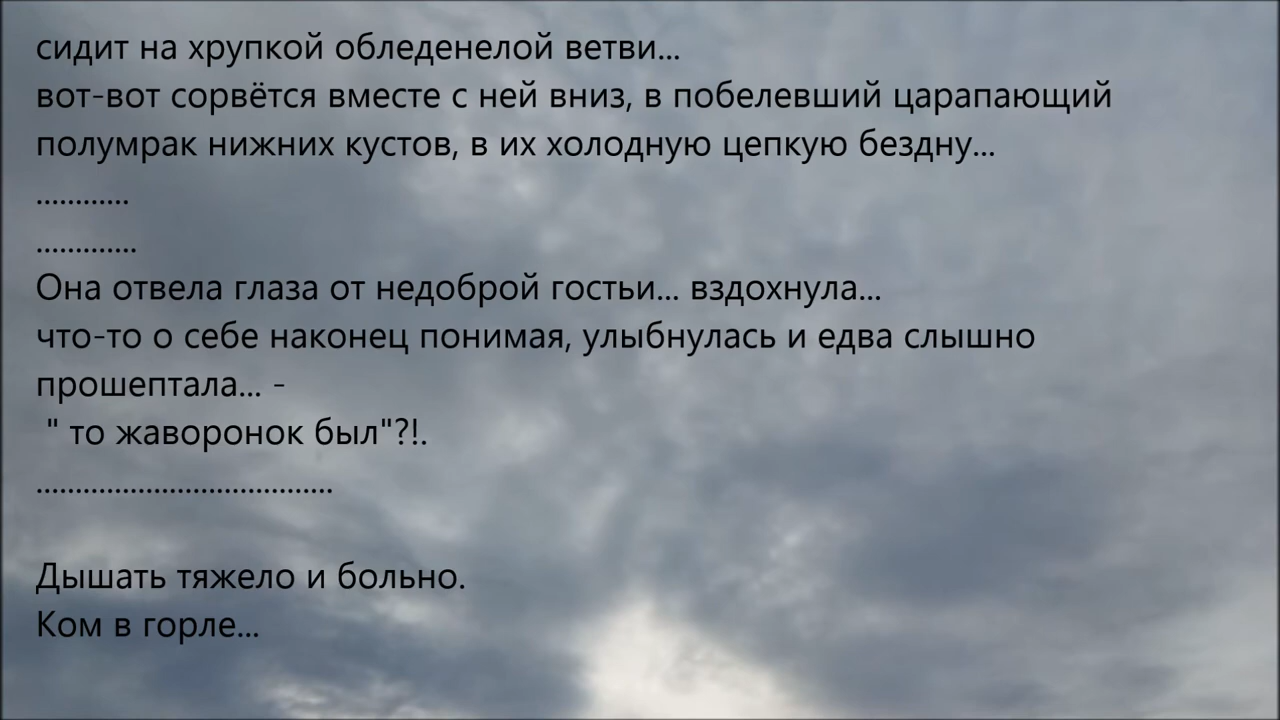 сидит на хрупкой обледенелой ветви...
вот-вот сорвётся вместе с ней вниз, в побелевший царапающий
полумрак нижних кустов, в их холодную цепкую бездну...
............
.............
Она отвела глаза от недоброй гостьи... вздохнула...
что-то о себе наконец понимая, улыбнулась и едва слышно
прошептала... -
" то жаворонок был"?!.
......................................
Дышать тяжело и больно.
Ком в горле...